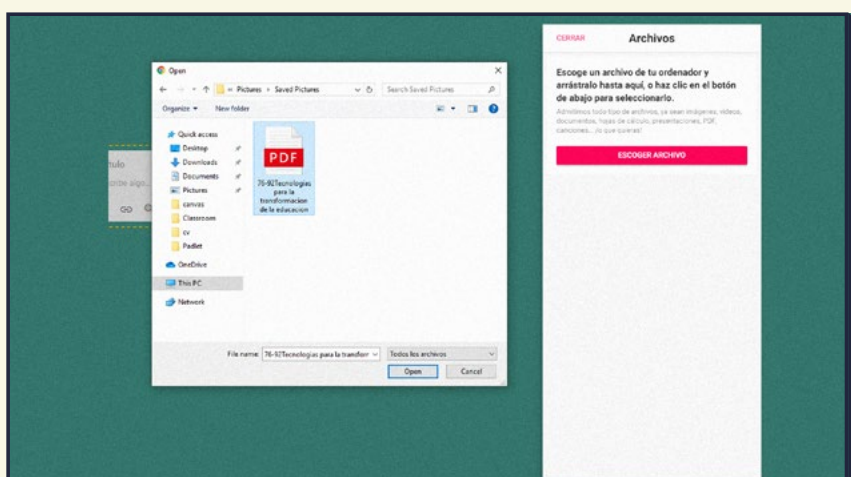 CERRAR Archivos
Escoge un archivo de tu ordenador y
arrástralo hasta aquí, o haz clic en el botón
de abajo para seleccionarlo.
Admitimos todo tipo de archivos, ya sean imágenes, vídeos,
documentos, hojas de cálculo, presentaciones, PDF,
canciones... ¡lo que quieras!
ESCOGER ARCHIVO
Open
Pictures Saved Pictures Search Saved Pictures
Organize New folder
Quick access
Desktop
Downloads
Documents
Pictures
canvas
Classroom
cv
Padlet
OneDrive
This PC
Network
PDF
76-92Tecnologias
para la
transformacion
de la educacion
File name: 76-92Tecnologias para la transforr Todos los archivos
Open Cancel
tulo
cribe algo...